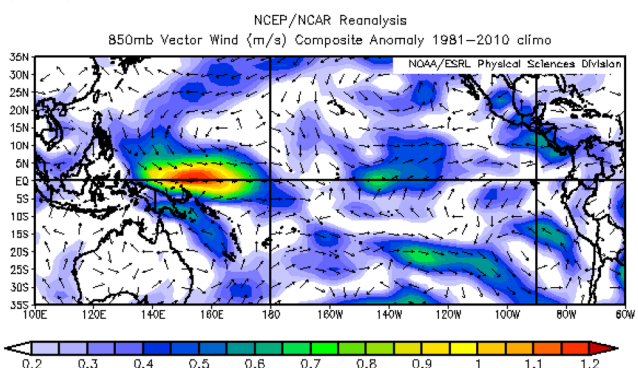 NCEP/NCAR Reanalysis
850mb Vector Wind (m/s) Composite Anomaly 1981-2010 climo
NOAA/ESRL Physical Sciences Division
35N
30N
25N
20N
15N
10N
5N
EQ
5S
10S
15S
20S
25S
30S
35S
100E 120E 140E 160E 180 160W 140W 120W 100W 80W 60W
0.2 0.3 0.4 0.5 0.6 0.7 0.8 0.9 1 1.1 1.2